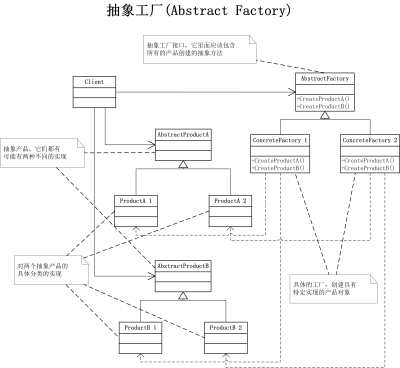 抽象工厂(Abstract Factory)
抽象工厂接口，它里面应该包含
所有的产品创建的抽象方法
Client
AbstractFactory
+CreateProductA()
+CreateProductB()
AbstractProductA
ConcreteFactory 1
+CreateProductA()
+CreateProductB()
ConcreteFactory 2
+CreateProductA()
+CreateProductB()
抽象产品，它们都有
可能有两种不同的实现
ProductA 1
ProductA 2
对两个抽象产品的
具体分类的实现
AbstractProductB
具体的工厂，创建具有
特定实现的产品对象
ProductB 1
ProductB 2